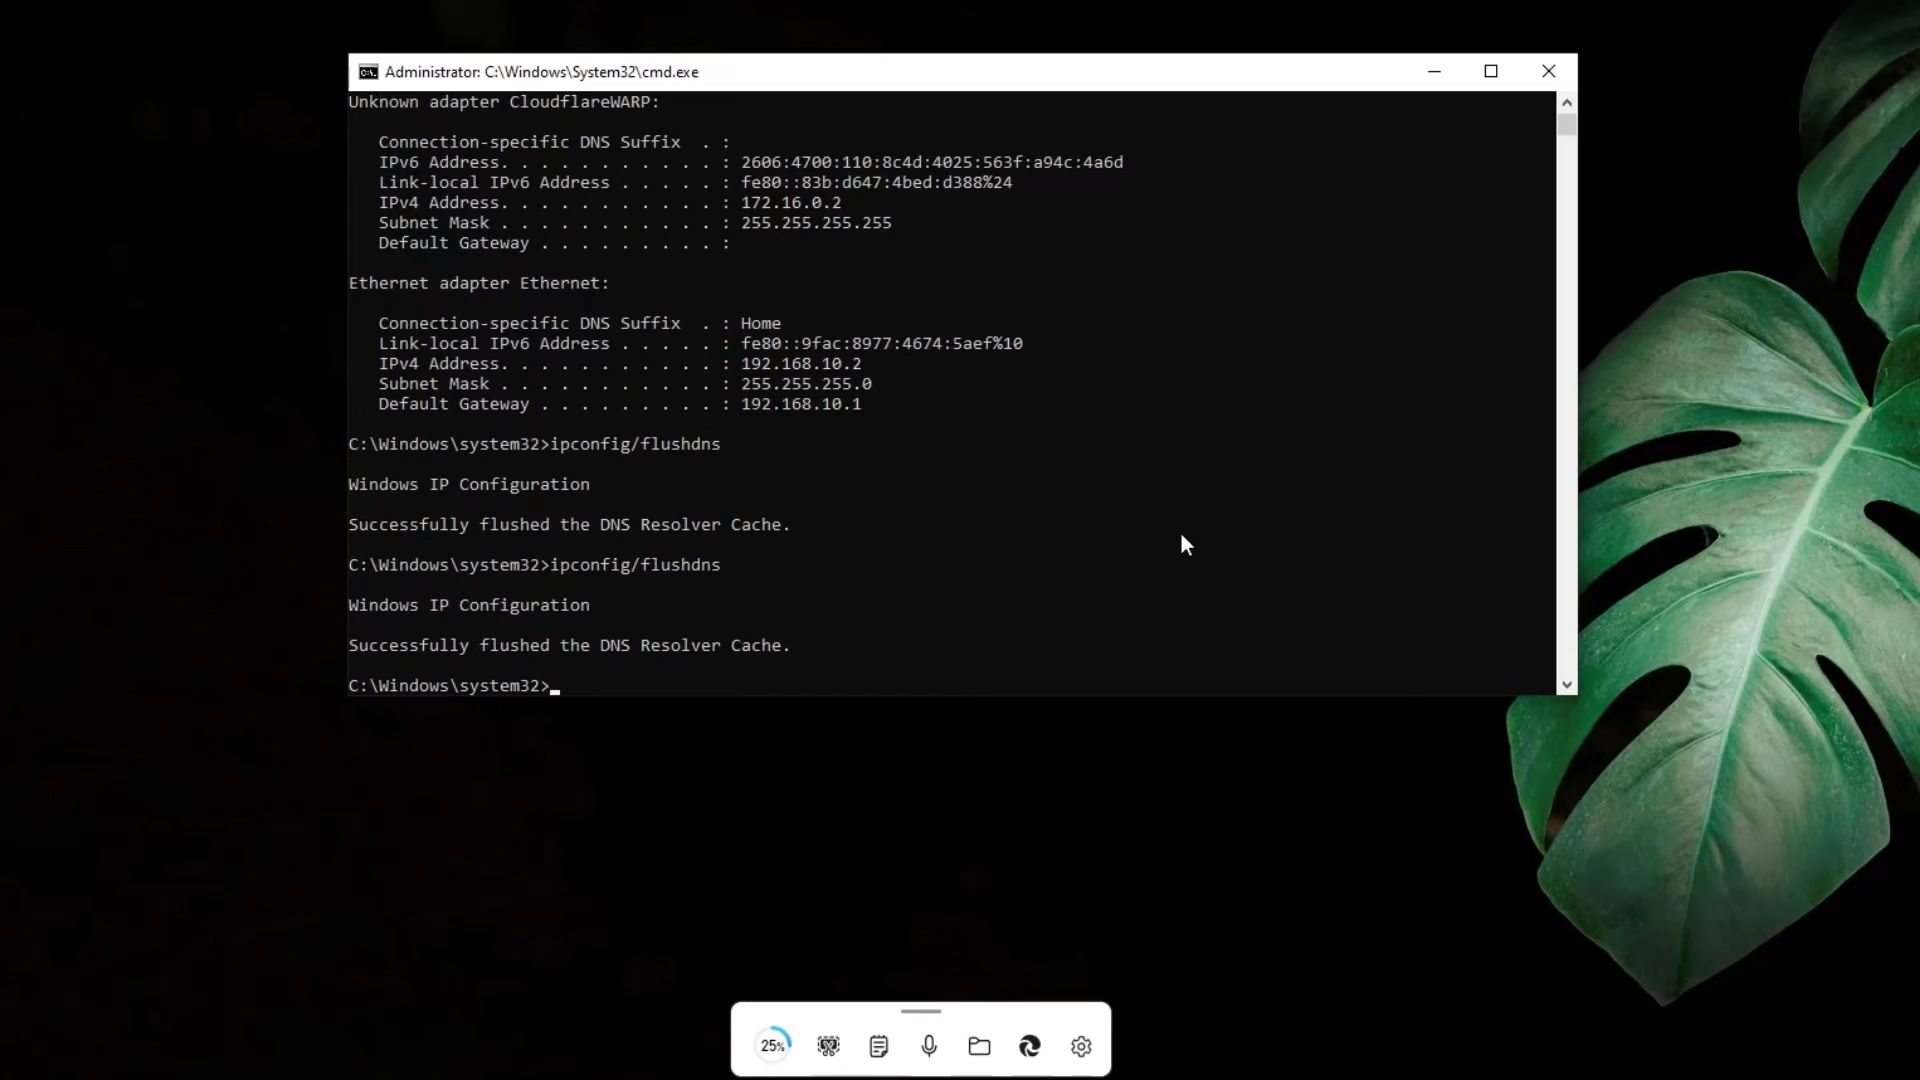 Administrator: C:\Windows\System32\cmd.exe
Unknown adapter CloudflareWARP:
Connection-specific DNS Suffix  . :
IPv6 Address. . . . . . . . . . . : 2606:4700:110:8c4d:4025:563f:a94c:4a6d
Link-local IPv6 Address . . . . . : fe80::83b:d647:4bed:d388%24
IPv4 Address. . . . . . . . . . . : 172.16.0.2
Subnet Mask . . . . . . . . . . . : 255.255.255.255
Default Gateway . . . . . . . . . :
Ethernet adapter Ethernet:
Connection-specific DNS Suffix  . : Home
Link-local IPv6 Address . . . . . : fe80::9fac:8977:4674:5aef%10
IPv4 Address. . . . . . . . . . . : 192.168.10.2
Subnet Mask . . . . . . . . . . . : 255.255.255.0
Default Gateway . . . . . . . . . : 192.168.10.1
C:\Windows\system32>ipconfig/flushdns
Windows IP Configuration
Successfully flushed the DNS Resolver Cache.
C:\Windows\system32>ipconfig/flushdns
Windows IP Configuration
Successfully flushed the DNS Resolver Cache.
C:\Windows\system32>
25%